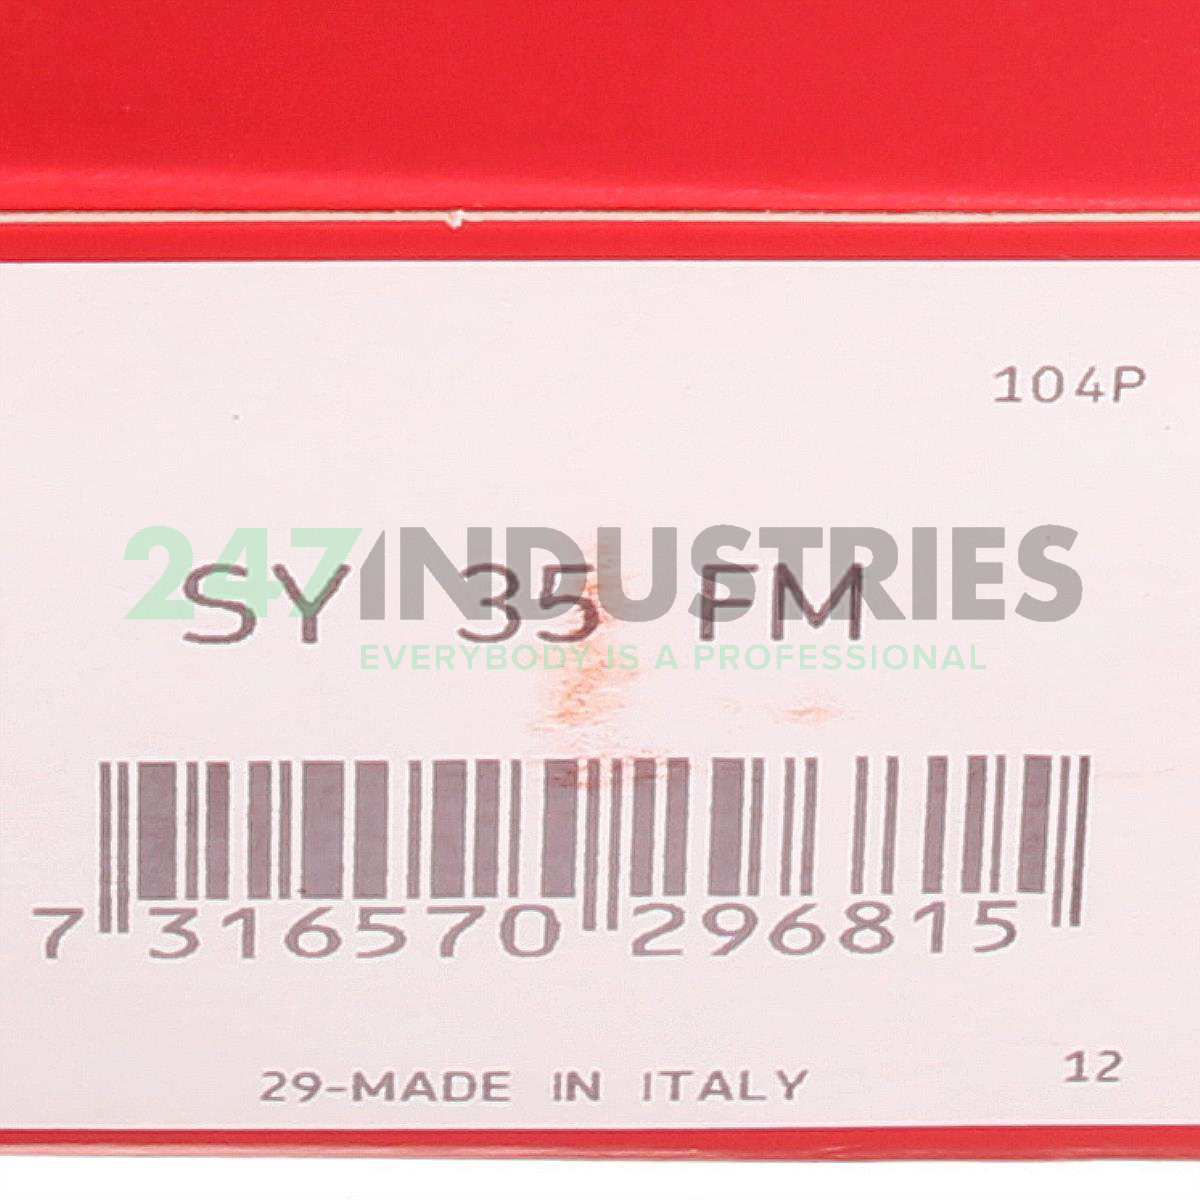 104P
247INDUSTRIES
SY 35 FM
EVERYBODY IS A PROFESSIONAL
7 316570 296815
29-MADE IN ITALY
12